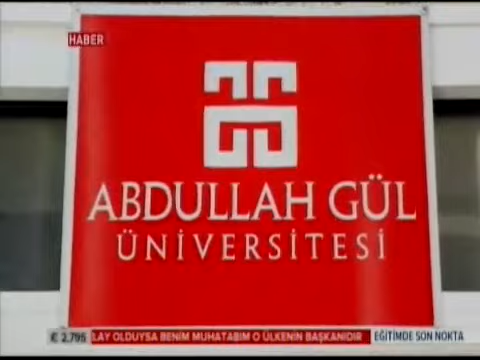 HABER
ABDULLAH GÜL
ÜNİVERSİTESİ
€ 2,795 LAY OLDUYSA BENİM MUHATABIM O ÜLKENİN BAŞKANIDIR EĞİTİMDE SON NOKTA